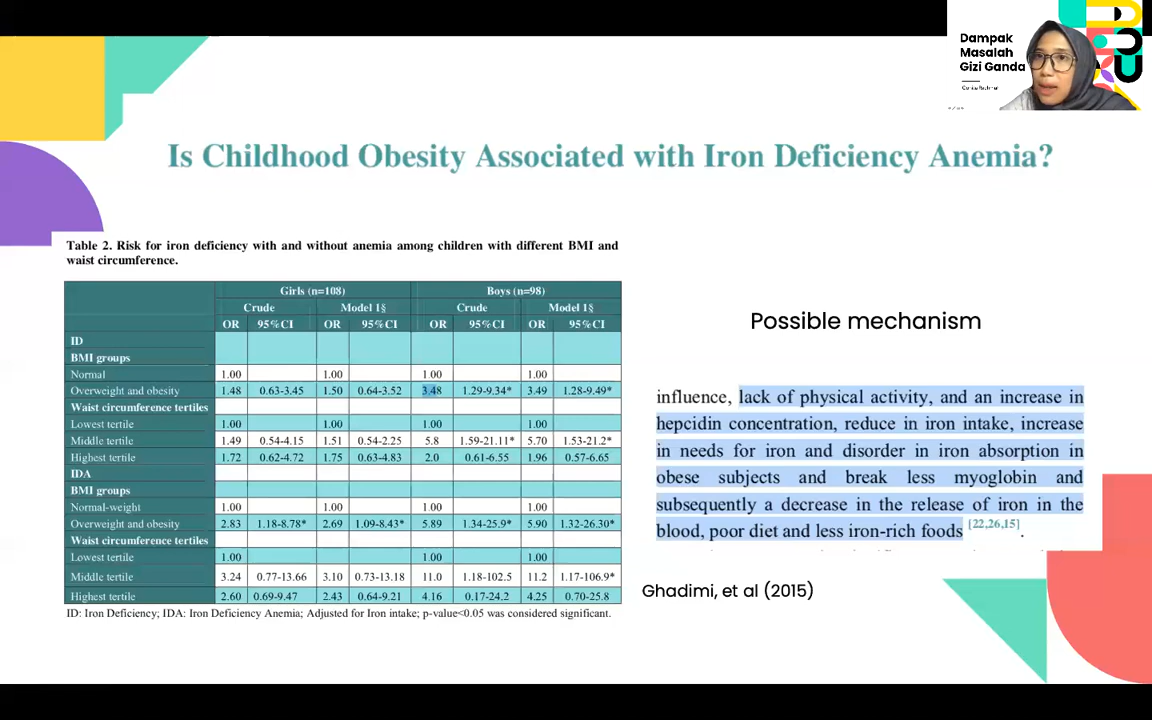 Dampak
Masalah
Gizi Ganda
Is Childhood Obesity Associated with Iron Deficiency Anemia?
Table 2. Risk for iron deficiency with and without anemia among children with different BMI and
waist circumference.
Girls (n=108) Boys (n=98)
Crude Model 1§ Crude Model 1§
OR 95%CI OR 95%CI OR 95%CI OR 95%CI
ID
BMI groups
Normal 1.00 1.00 1.00 1.00
Overweight and obesity 1.48 0.63-3.45 1.50 0.64-3.52 3.48 1.29-9.34* 3.49 1.28-9.49*
Waist circumference tertiles
Lowest tertile 1.00 1.00 1.00 1.00
Middle tertile 1.49 0.54-4.15 1.51 0.54-2.25 5.8 1.59-21.11* 5.70 1.53-21.2*
Highest tertile 1.72 0.62-4.72 1.75 0.63-4.83 2.0 0.61-6.55 1.96 0.57-6.65
IDA
BMI groups
Normal-weight 1.00 1.00 1.00 1.00
Overweight and obesity 2.83 1.18-8.78* 2.69 1.09-8.43* 5.89 1.34-25.9* 5.90 1.32-26.30*
Waist circumference tertiles
Lowest tertile 1.00 1.00 1.00
Middle tertile 3.24 0.77-13.66 3.10 0.73-13.18 11.0 1.18-102.5 11.2 1.17-106.9*
Highest tertile 2.60 0.69-9.47 2.43 0.64-9.21 4.16 0.17-24.2 4.25 0.70-25.8
ID: Iron Deficiency; IDA: Iron Deficiency Anemia; Adjusted for Iron intake; p-value<0.05 was considered significant.
Possible mechanism
influence, lack of physical activity, and an increase in
hepcidin concentration, reduce in iron intake, increase
in needs for iron and disorder in iron absorption in
obese subjects and break less myoglobin and
subsequently a decrease in the release of iron in the
blood, poor diet and less iron-rich foods [22,26,15].
Ghadimi, et al (2015)